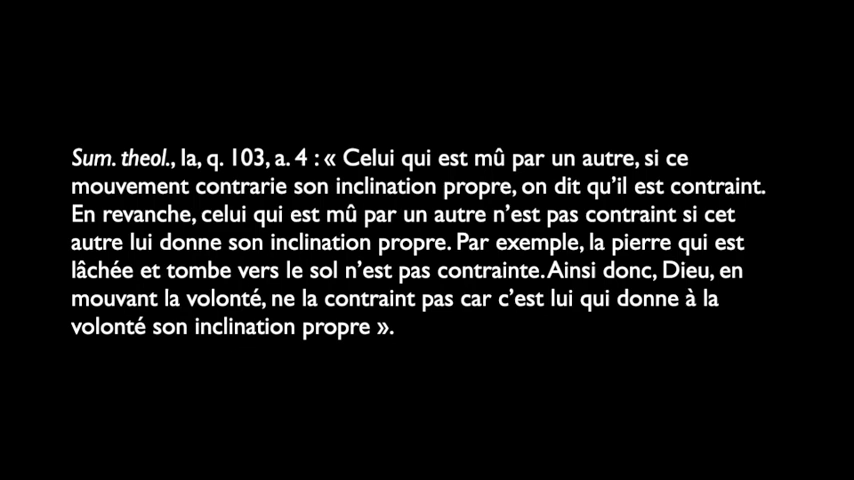 Sum. theol., Ia, q. 103, a. 4 : « Celui qui est mû par un autre, si ce
mouvement contrarie son inclination propre, on dit qu’il est contraint.
En revanche, celui qui est mû par un autre n’est pas contraint si cet
autre lui donne son inclination propre. Par exemple, la pierre qui est
lâchée et tombe vers le sol n’est pas contrainte. Ainsi donc, Dieu, en
mouvant la volonté, ne la contraint pas car c’est lui qui donne à la
volonté son inclination propre ».